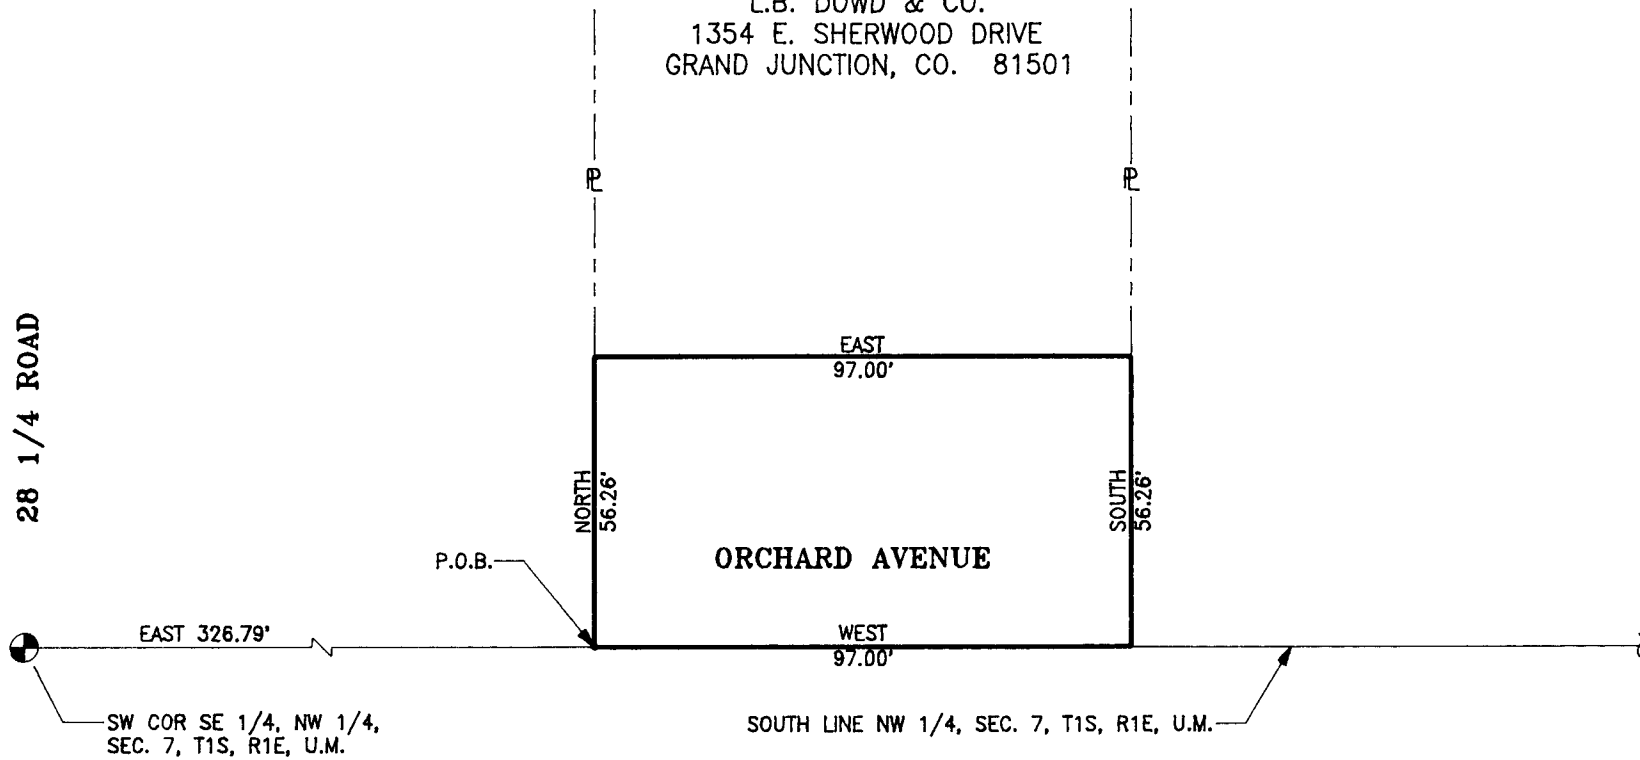 L.B. DOWD & CO.
1354 E. SHERWOOD DRIVE
GRAND JUNCTION, CO. 81501
PL
PL
28 1/4 ROAD
EAST
97.00'
NORTH
56.26'
SOUTH
56.26'
P.O.B.
ORCHARD AVENUE
EAST 326.79'
WEST
97.00'
SW COR SE 1/4, NW 1/4,
SEC. 7, T1S, R1E, U.M.
SOUTH LINE NW 1/4, SEC. 7, T1S, R1E, U.M.